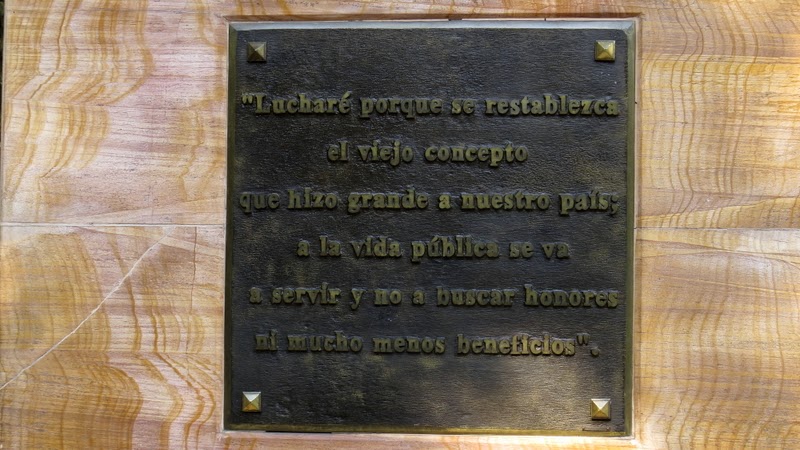 "Lucharé porque se restablezca
el viejo concepto
que hizo grande a nuestro país;
a la vida pública se va
a servir y no a buscar honores
ni mucho menos beneficios".